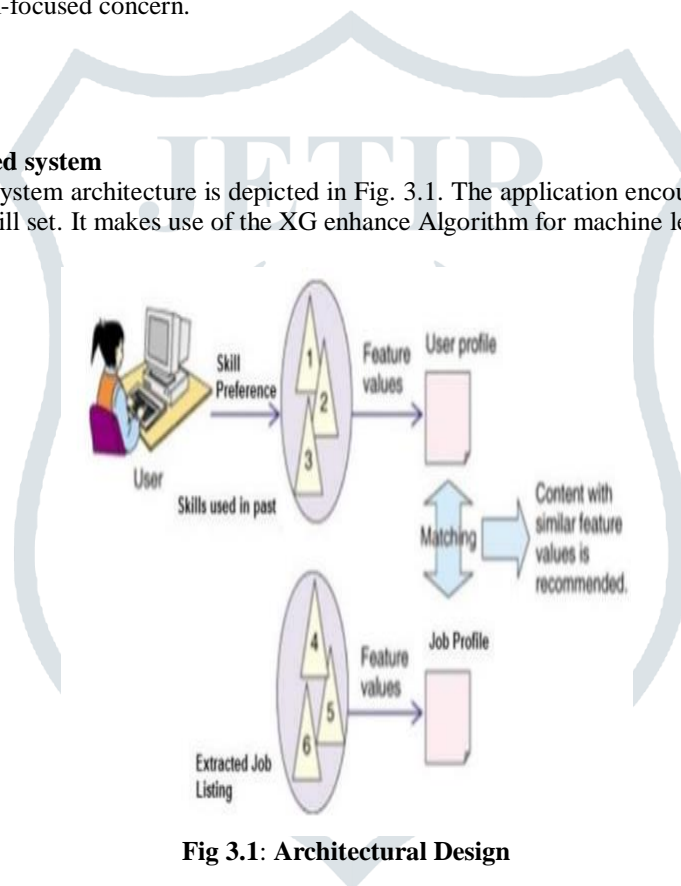 -focused concern.
JETIR
ed system
ystem architecture is depicted in Fig. 3.1. The application encou
ill set. It makes use of the XG enhance Algorithm for machine le
Skill
Preference
User
Skills used in past
1
2
3
Feature
values
User profile
Matching
Content with
similar feature
values is
recommended.
Extracted Job
Listing
4
5
6
Feature
values
Job Profile
Fig 3.1: Architectural Design